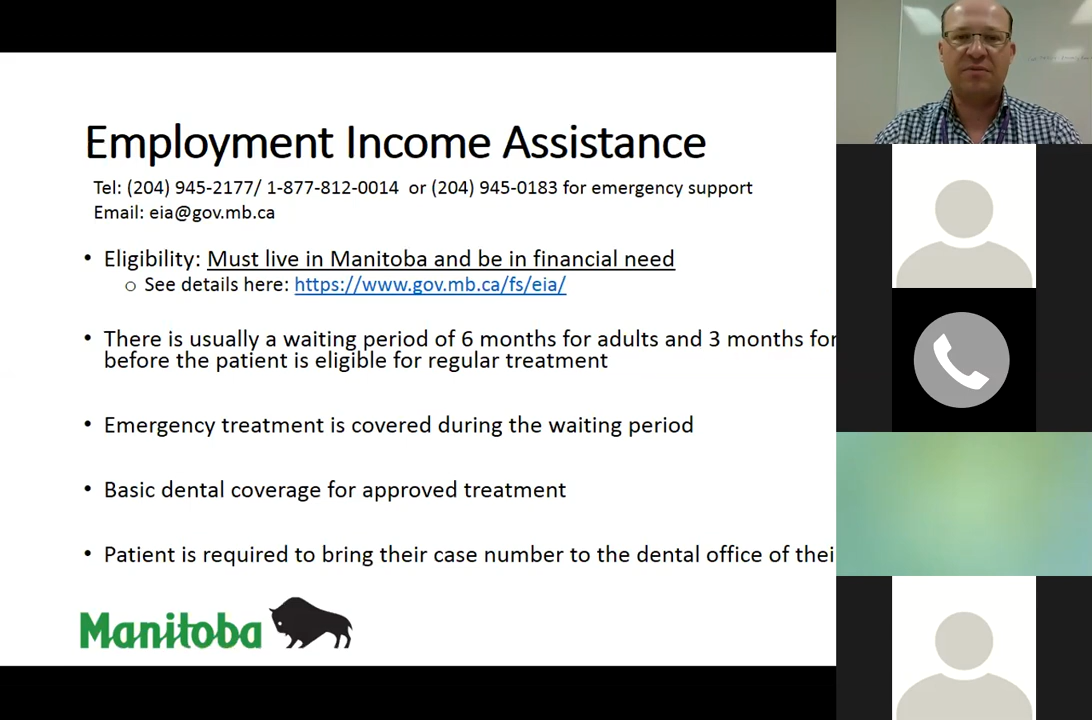 Employment Income Assistance
Tel: (204) 945-2177/ 1-877-812-0014 or (204) 945-0183 for emergency support
Email: eia@gov.mb.ca
• Eligibility: Must live in Manitoba and be in financial need
o See details here: https://www.gov.mb.ca/fs/eia/
• There is usually a waiting period of 6 months for adults and 3 months for
before the patient is eligible for regular treatment
• Emergency treatment is covered during the waiting period
• Basic dental coverage for approved treatment
• Patient is required to bring their case number to the dental office of
Manitoba